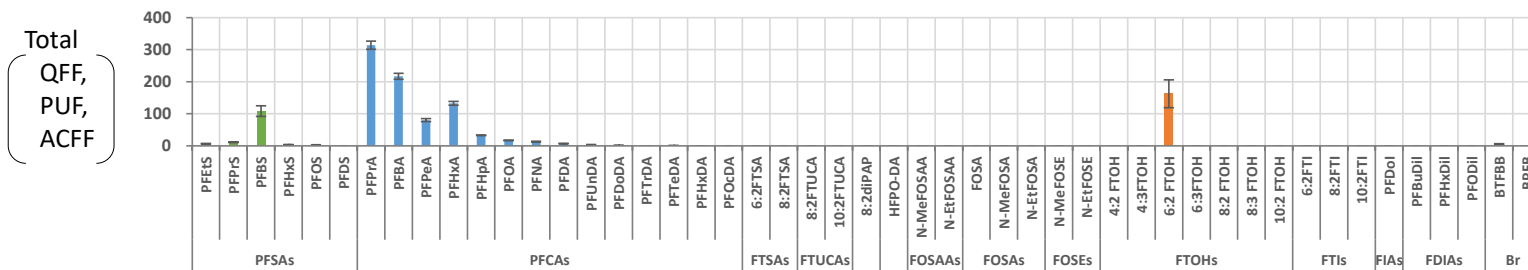 Total
QFF,
PUF,
ACFF
400
300
200
100
0
PFEtS
PFPrS
PFBS
PFHxS
PFOS
PFDS
PFPrA
PFBA
PFPeA
PFHxA
PFHpA
PFOA
PFNA
PFDA
PFUnDA
PFDoDA
PFTrDA
PFTeDA
PFHxDA
PFOcDA
6:2FTSA
8:2FTSA
8:2FTUCA
10:2FTUCA
8:2diPAP
HFPO-DA
N-MeFOSAA
N-EtFOSAA
FOSA
N-MeFOSA
N-EtFOSA
N-MeFOSE
N-EtFOSE
4:2 FTOH
4:3FTOH
6:2 FTOH
6:3FTOH
8:2 FTOH
8:3 FTOH
10:2 FTOH
6:2FTI
8:2FTI
10:2FTI
PFDoI
PFBuDiI
PFHxDiI
PFODiI
BTFBB
PFSAs
PFCAs
FTSAs
FTUCAs
FOSAAs
FOSAs
FOSEs
FTOHs
FTIs
FIAs
FDIAs
Br